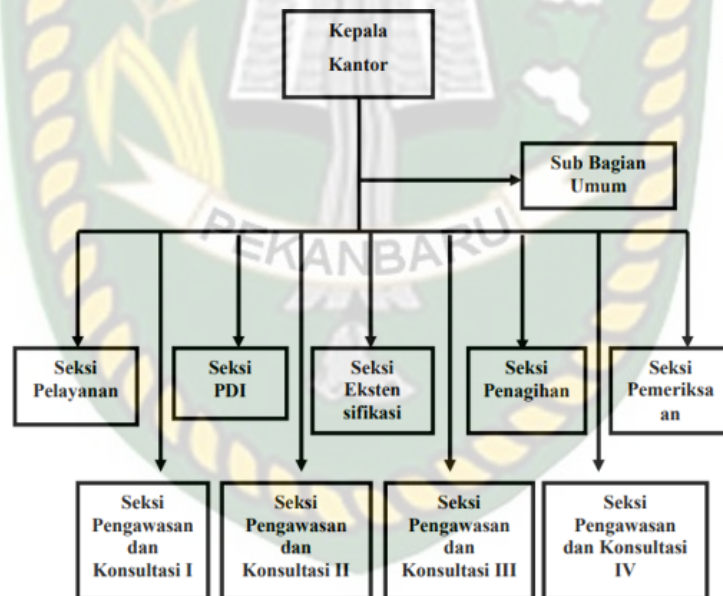 Kepala
Kantor
Sub Bagian
Umum
PEKANBARU
Seksi
Pelayanan
Seksi
PDI
Seksi
Eksten
sifikasi
Seksi
Penagihan
Seksi
Pemeriksa
an
Seksi
Pengawasan
dan
Konsultasi I
Seksi
Pengawasan
dan
Konsultasi II
Seksi
Pengawasan
dan
Konsultasi III
Seksi
Pengawasan
dan Konsultasi
IV